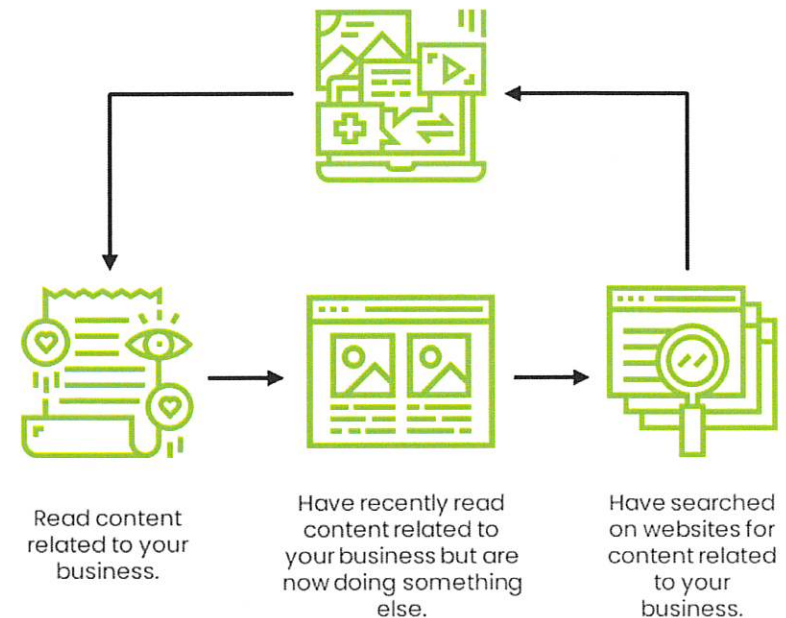 Read content
related to your
business.
Have recently read
content related to
your business but are
now doing something
else.
Have searched
on websites for
content related
to your
business.